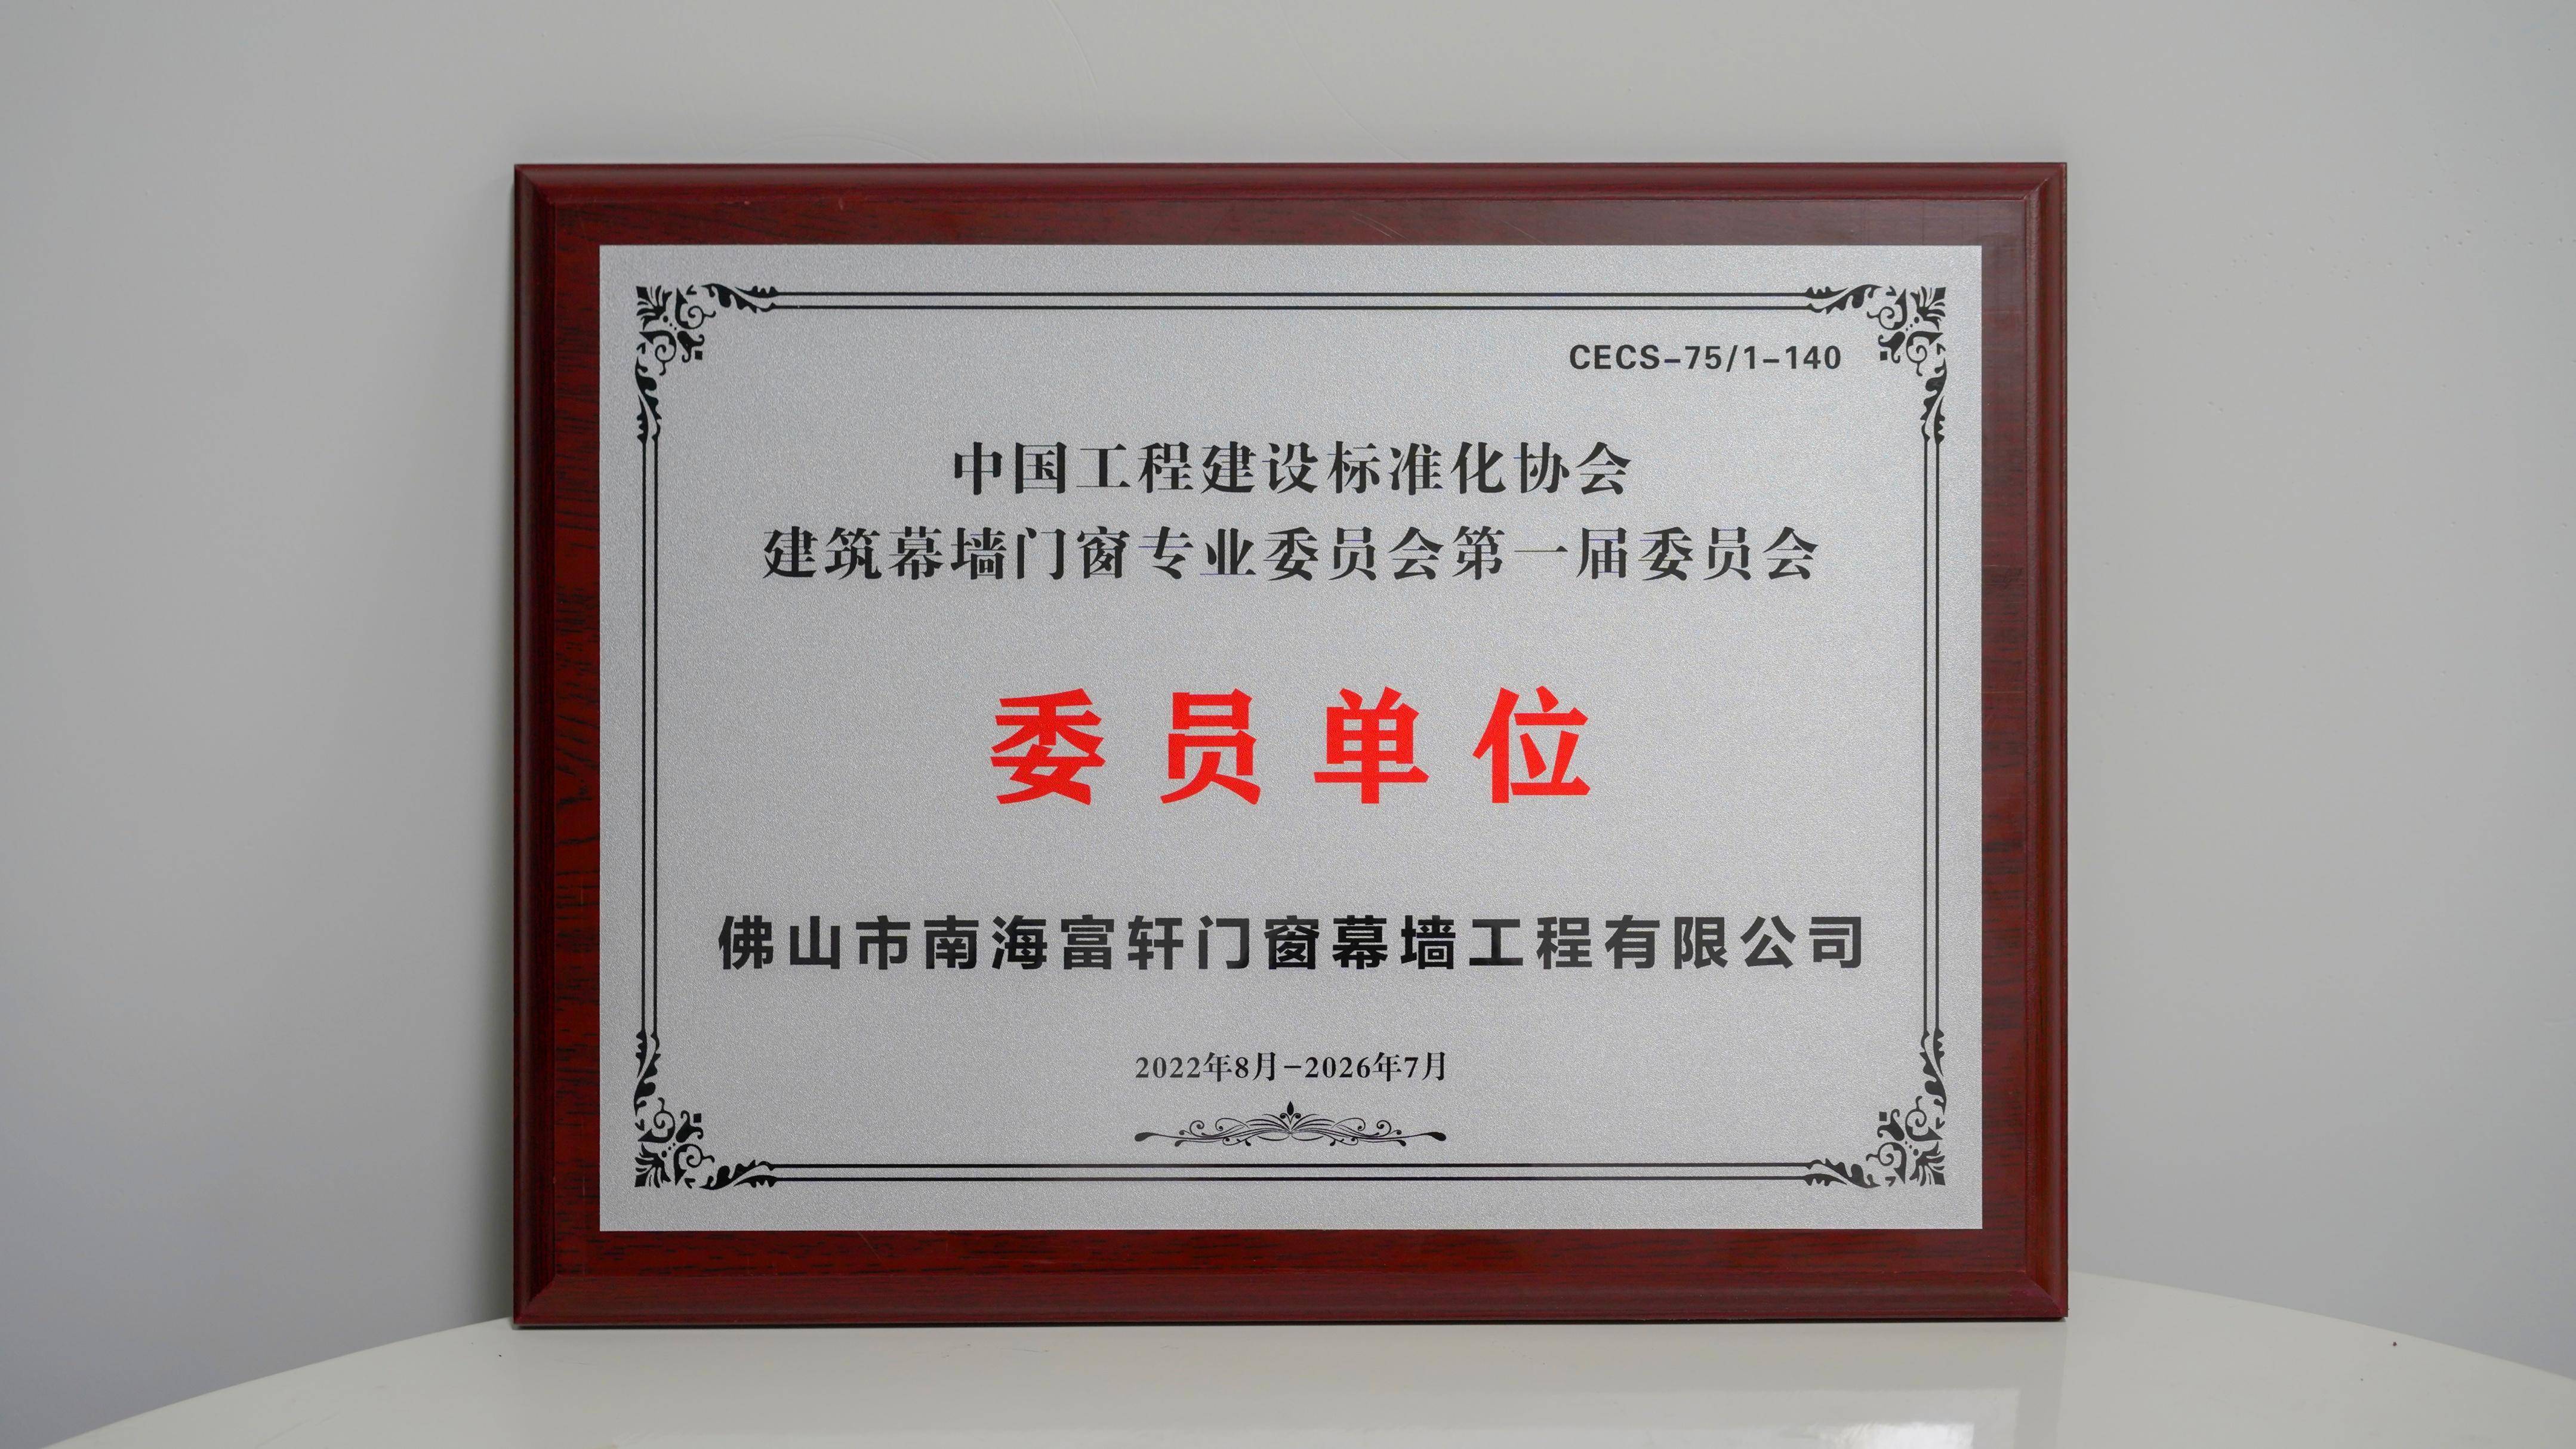 CECS-75/1-140
中国工程建设标准化协会
建筑幕墙门窗专业委员会第一届委员会
委员单位
佛山市南海富轩门窗幕墙工程有限公司
2022年8月-2026年7月